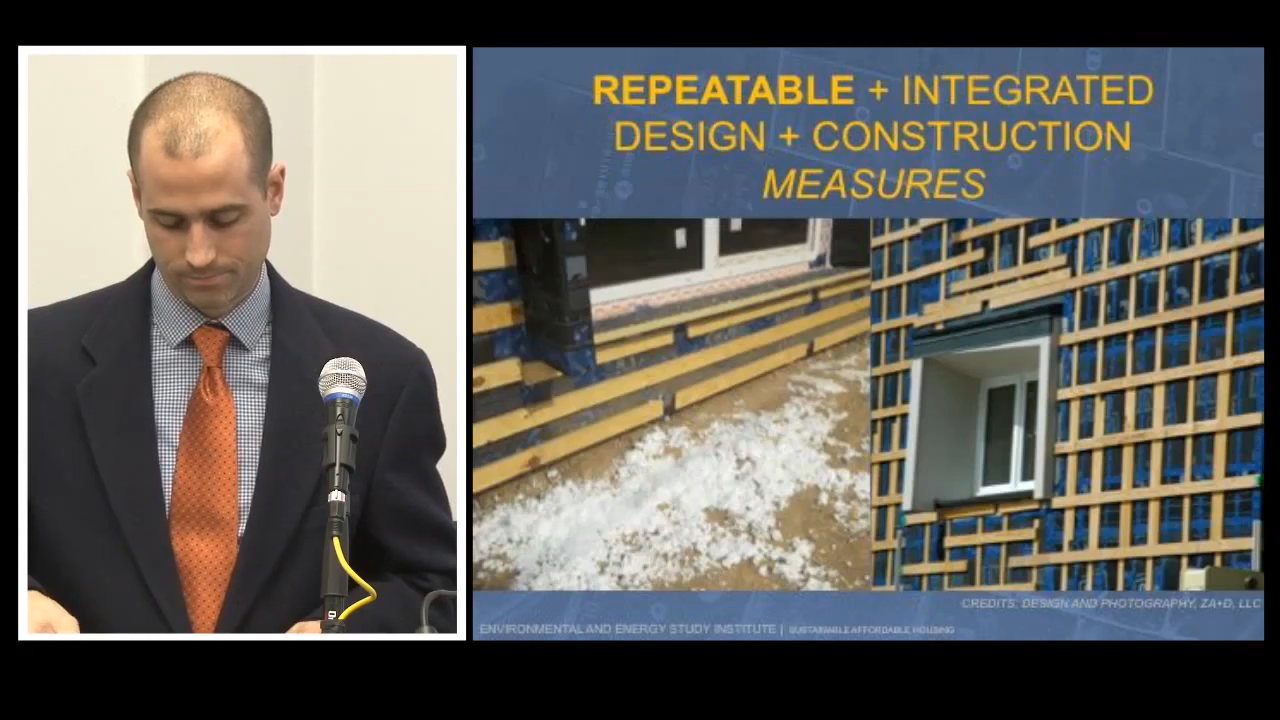 REPEATABLE + INTEGRATED
DESIGN + CONSTRUCTION
MEASURES
CREDITS: DESIGN AND PHOTOGRAPHY, ZA+D, LLC
ENVIRONMENTAL AND ENERGY STUDY INSTITUTE | SUSTAINABLE AFFORDABLE HOUSING